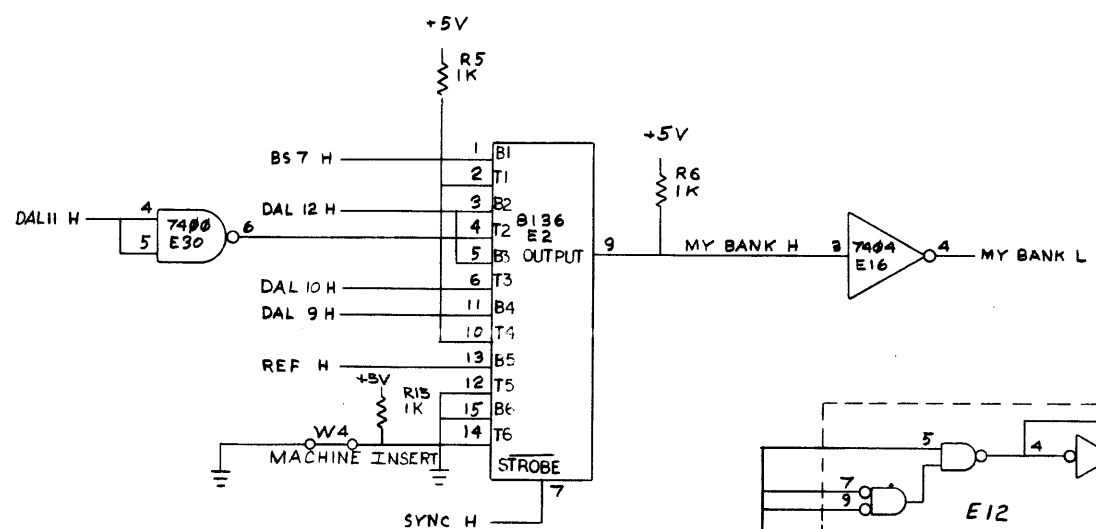 +5V
R5
1K
+5V
R6
1K
BS 7 H
1
B1
2
T1
DAL 12 H
3
B2
4
T2
5
B3
DAL11 H
4
5
7400
E30
6
8136
E2
OUTPUT
9
MY BANK H
3
7404
E16
4
MY BANK L
DAL 10 H
6
T3
DAL 9 H
11
B4
10
T4
REF H
13
B5
+3V
R13
1K
12
T5
15
B6
14
T6
W4
MACHINE INSERT
STROBE
7
SYNC H
5
4
7
9
E12